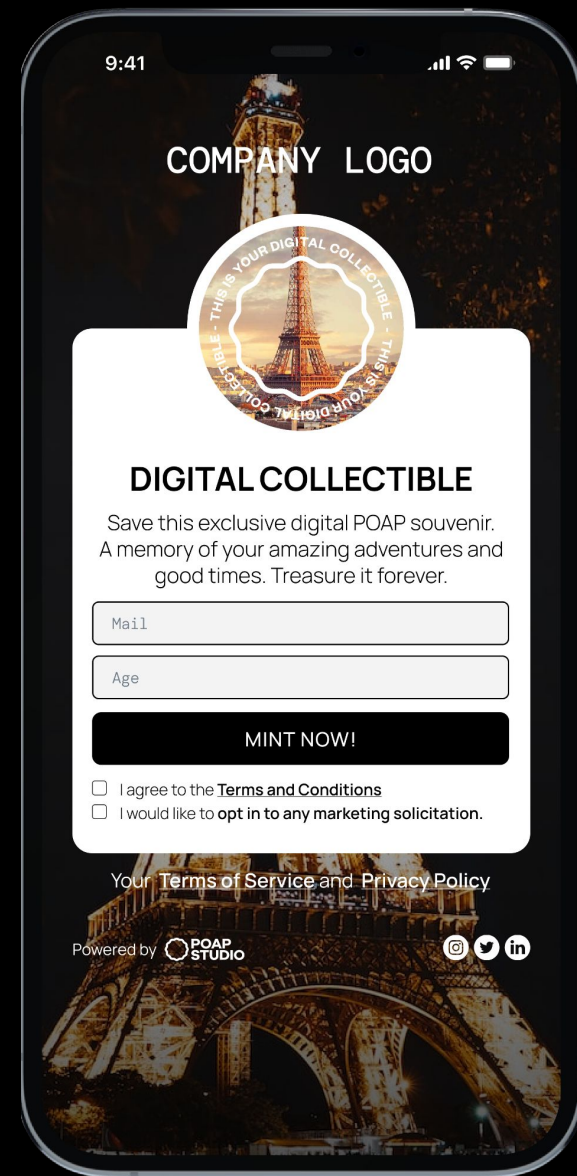 9:41
COMPANY LOGO
THIS IS YOUR DIGITAL COLLECTIBLE - THIS IS YOUR DIGITAL COLLECTIBLE -
DIGITAL COLLECTIBLE
Save this exclusive digital POAP souvenir.
A memory of your amazing adventures and
good times. Treasure it forever.
Mail
Age
MINT NOW!
I agree to the Terms and Conditions
I would like to opt in to any marketing solicitation.
Your Terms of Service and Privacy Policy
Powered by POAP
STUDIO
in